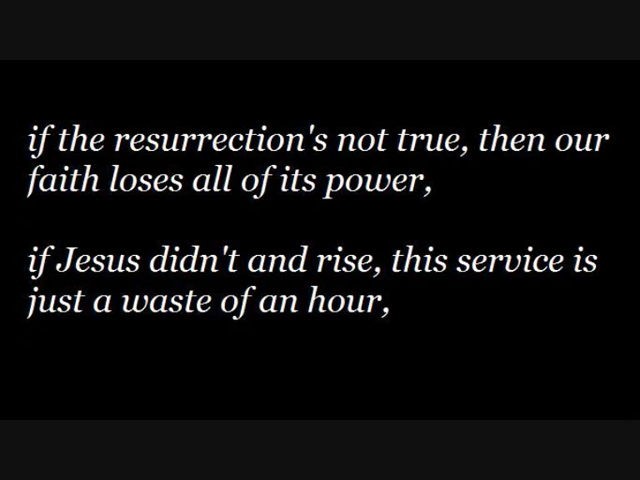 if the resurrection's not true, then our
faith loses all of its power,
if Jesus didn't and rise, this service is
just a waste of an hour,